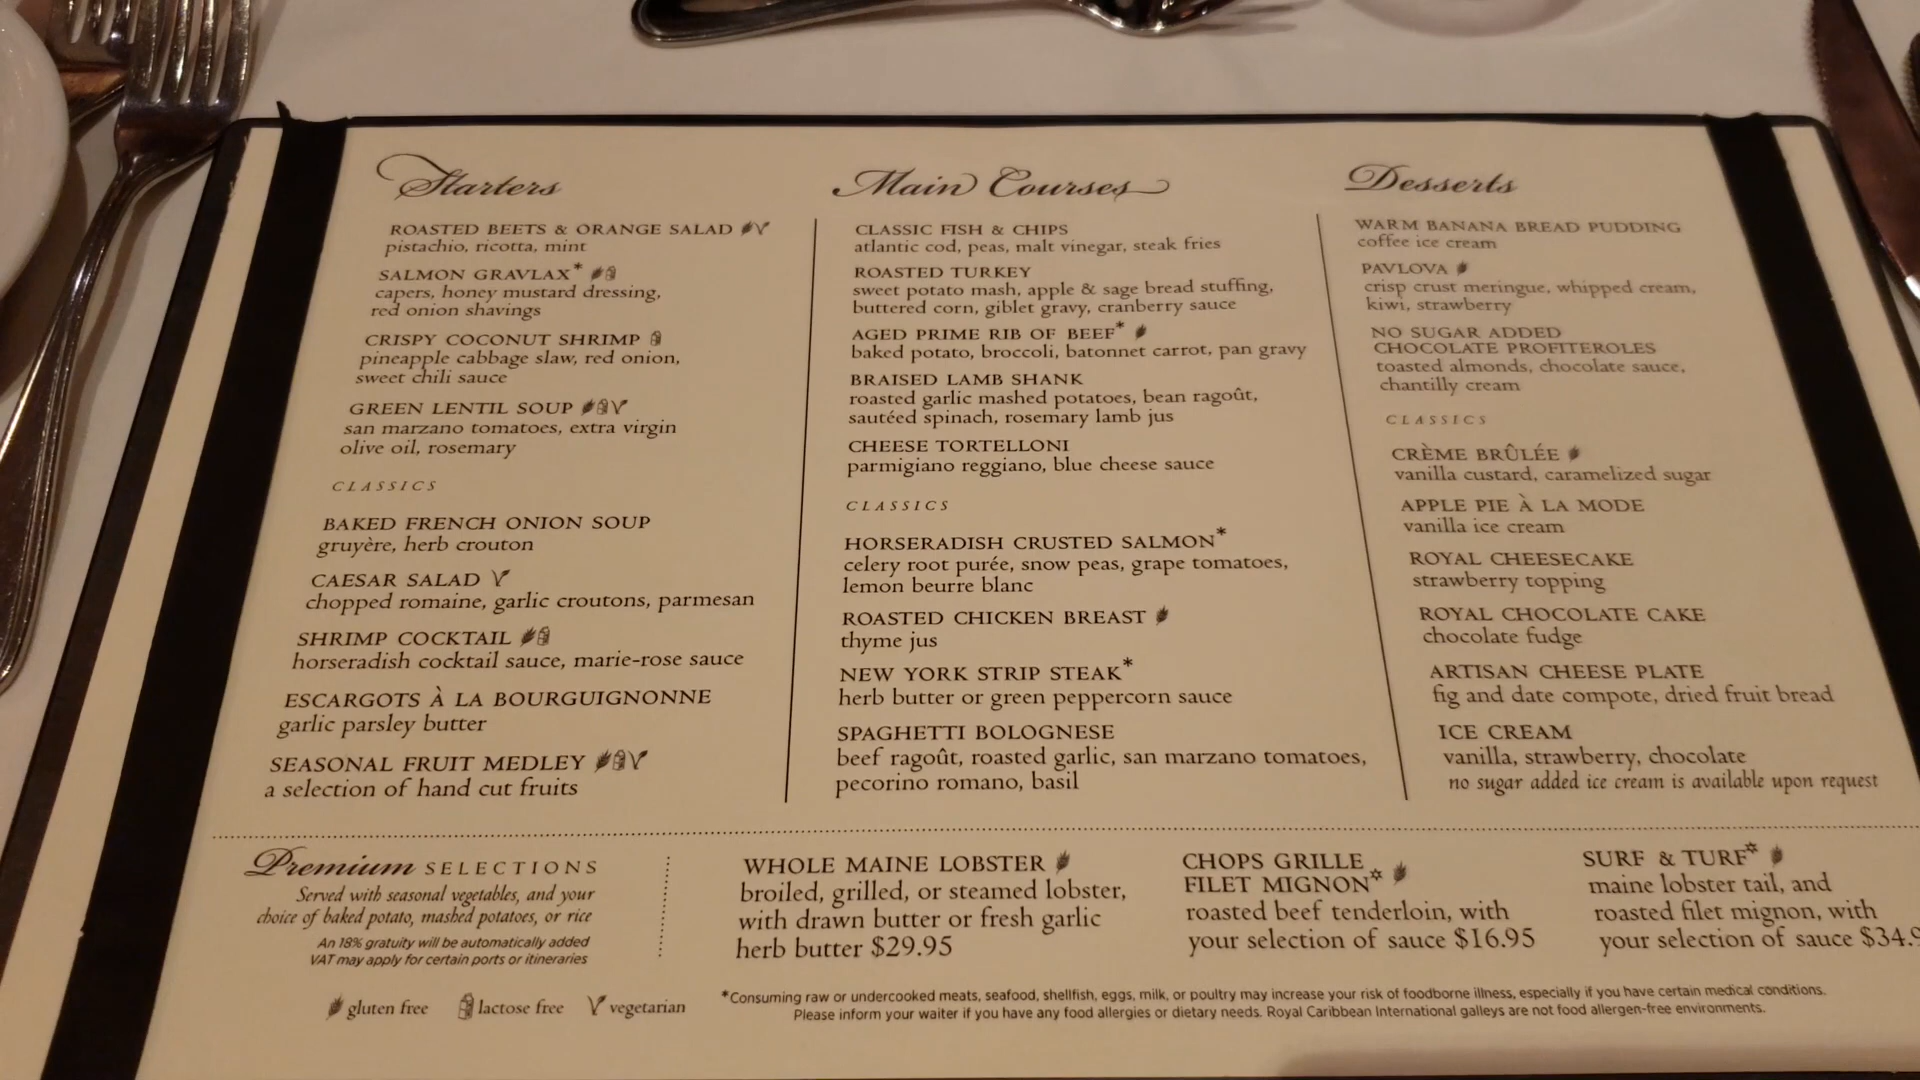 Starters
ROASTED BEETS & ORANGE SALAD
pistachio, ricotta, mint
SALMON GRAVLAX*
capers, honey mustard dressing,
red onion shavings
CRISPY COCONUT SHRIMP
pineapple cabbage slaw, red onion,
sweet chili sauce
GREEN LENTIL SOUP
san marzano tomatoes, extra virgin
olive oil, rosemary
CLASSICS
BAKED FRENCH ONION SOUP
gruyère, herb crouton
CAESAR SALAD
chopped romaine, garlic croutons, parmesan
SHRIMP COCKTAIL
horseradish cocktail sauce, marie-rose sauce
ESCARGOTS À LA BOURGUIGNONNE
garlic parsley butter
SEASONAL FRUIT MEDLEY
a selection of hand cut fruits
Main Courses
CLASSIC FISH & CHIPS
atlantic cod, peas, malt vinegar, steak fries
ROASTED TURKEY
sweet potato mash, apple & sage bread stuffing,
buttered corn, giblet gravy, cranberry sauce
AGED PRIME RIB OF BEEF*
baked potato, broccoli, batonnet carrot, pan gravy
BRAISED LAMB SHANK
roasted garlic mashed potatoes, bean ragoût,
sautéed spinach, rosemary lamb jus
CHEESE TORTELLONI
parmigiano reggiano, blue cheese sauce
CLASSICS
HORSERADISH CRUSTED SALMON*
celery root purée, snow peas, grape tomatoes,
lemon beurre blanc
ROASTED CHICKEN BREAST
thyme jus
NEW YORK STRIP STEAK*
herb butter or green peppercorn sauce
SPAGHETTI BOLOGNESE
beef ragoût, roasted garlic, san marzano tomatoes,
pecorino romano, basil
Desserts
WARM BANANA BREAD PUDDING
coffee ice cream
PAVLOVA
crisp crust meringue, whipped cream,
kiwi, strawberry
NO SUGAR ADDED
CHOCOLATE PROFITEROLES
toasted almonds, chocolate sauce,
chantilly cream
CLASSICS
CRÈME BRÛLÉE
vanilla custard, caramelized sugar
APPLE PIE À LA MODE
vanilla ice cream
ROYAL CHEESECAKE
strawberry topping
ROYAL CHOCOLATE CAKE
chocolate fudge
ARTISAN CHEESE PLATE
fig and date compote, dried fruit bread
ICE CREAM
vanilla, strawberry, chocolate
no sugar added ice cream is available upon request
Premium SELECTIONS
Served with seasonal vegetables, and your
choice of baked potato, mashed potatoes, or rice
An 18% gratuity will be automatically added
VAT may apply for certain ports or itineraries
WHOLE MAINE LOBSTER
broiled, grilled, or steamed lobster,
with drawn butter or fresh garlic
herb butter $29.95
CHOPS GRILLE
FILET MIGNON*
roasted beef tenderloin, with
your selection of sauce $16.95
SURF & TURF*
maine lobster tail, and
roasted filet mignon, with
your selection of sauce $34.9
gluten free lactose free vegetarian
*Consuming raw or undercooked meats, seafood, shellfish, eggs, milk, or poultry may increase your risk of foodborne illness, especially if you have certain medical conditions.
Please inform your waiter if you have any food allergies or dietary needs. Royal Caribbean International galleys are not food allergen-free environments.